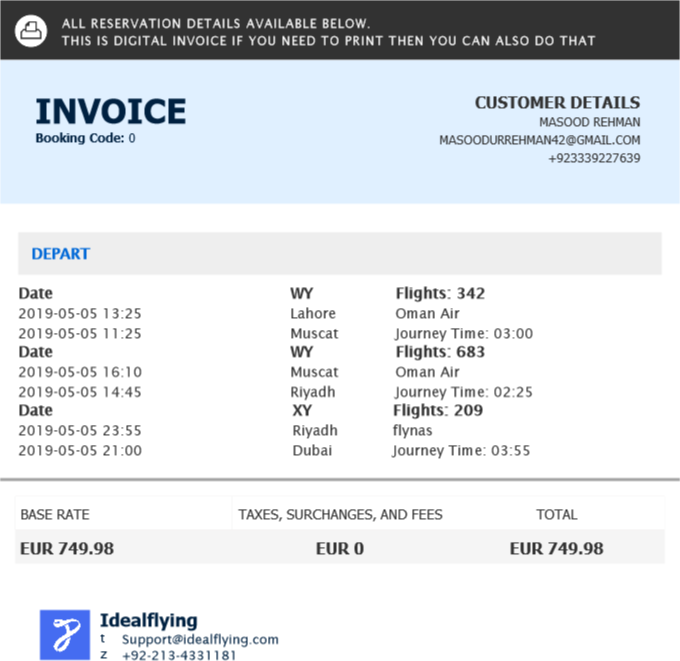 ALL RESERVATION DETAILS AVAILABLE BELOW.
THIS IS DIGITAL INVOICE IF YOU NEED TO PRINT THEN YOU CAN ALSO DO THAT
INVOICE
Booking Code: 0
CUSTOMER DETAILS
MASOOD REHMAN
MASOODURREHMAN42@GMAIL.COM
+923339227639
DEPART
Date WY Flights: 342
2019-05-05 13:25 Lahore Oman Air
2019-05-05 11:25 Muscat Journey Time: 03:00
Date WY Flights: 683
2019-05-05 16:10 Muscat Oman Air
2019-05-05 14:45 Riyadh Journey Time: 02:25
Date XY Flights: 209
2019-05-05 23:55 Riyadh flynas
2019-05-05 21:00 Dubai Journey Time: 03:55
BASE RATE TAXES, SURCHANGES, AND FEES TOTAL
EUR 749.98 EUR 0 EUR 749.98
Idealflying
t Support@idealflying.com
z +92-213-4331181